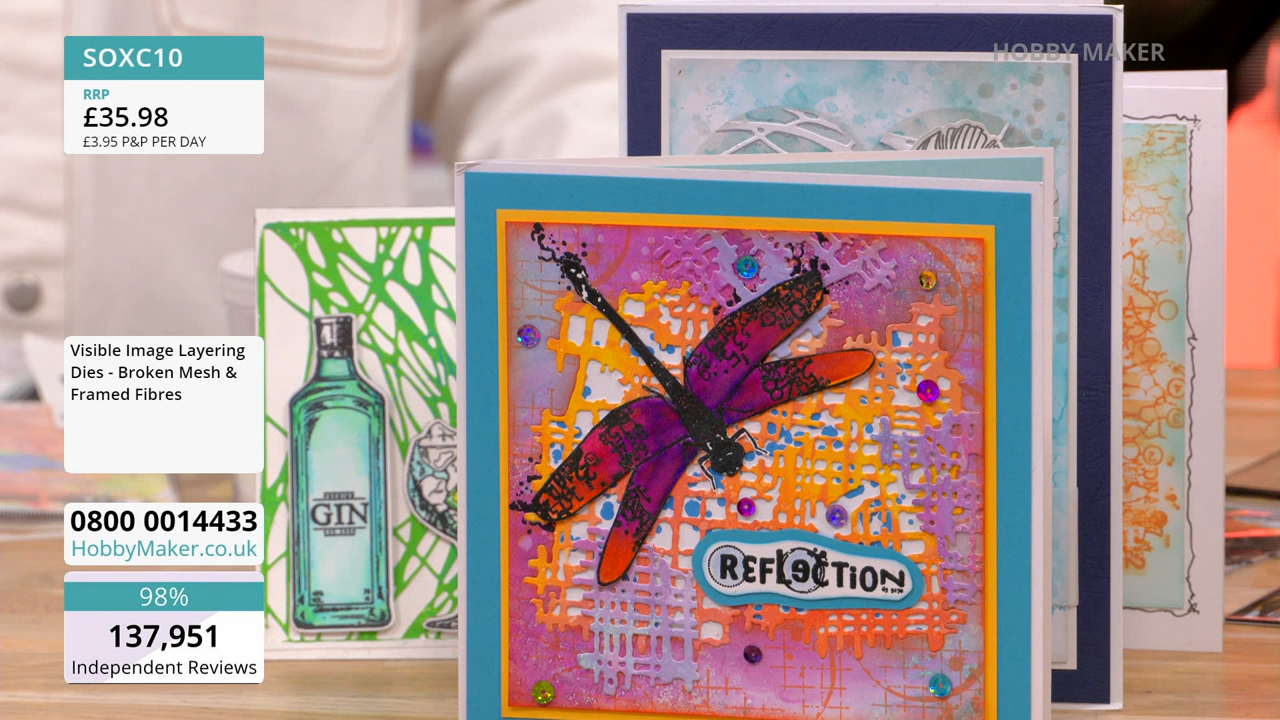 SOXC10
RRP
£35.98
£3.95 P&P PER DAY
HOBBY MAKER
Visible Image Layering
Dies - Broken Mesh &
Framed Fibres
0800 0014433
HobbyMaker.co.uk
98%
137,951
Independent Reviews
GIN
REFLECTION